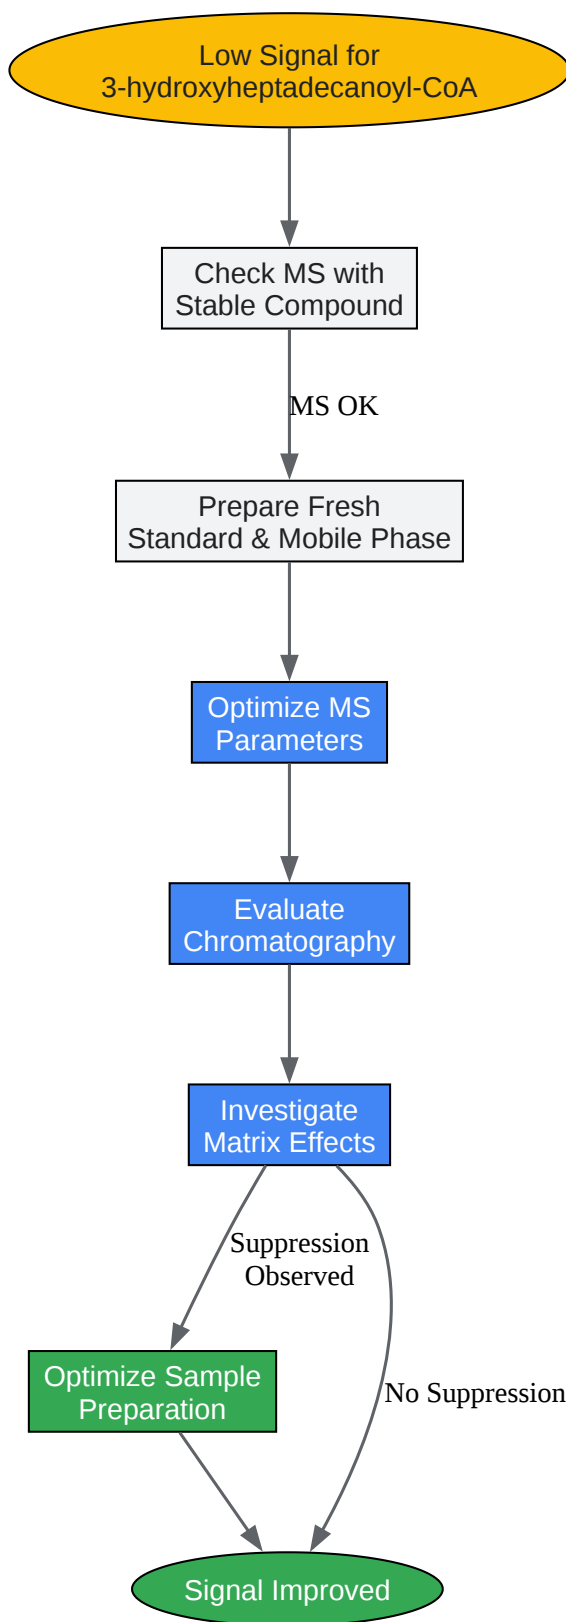 Low Signal for
3-hydroxyheptadecanoyl-CoA
Check MS with
Stable Compound
MS OK
Prepare Fresh
Standard & Mobile Phase
Optimize MS
Parameters
Evaluate
Chromatography
Investigate
Matrix Effects
Suppression
Observed
Optimize Sample
Preparation
No Suppression
Signal Improved